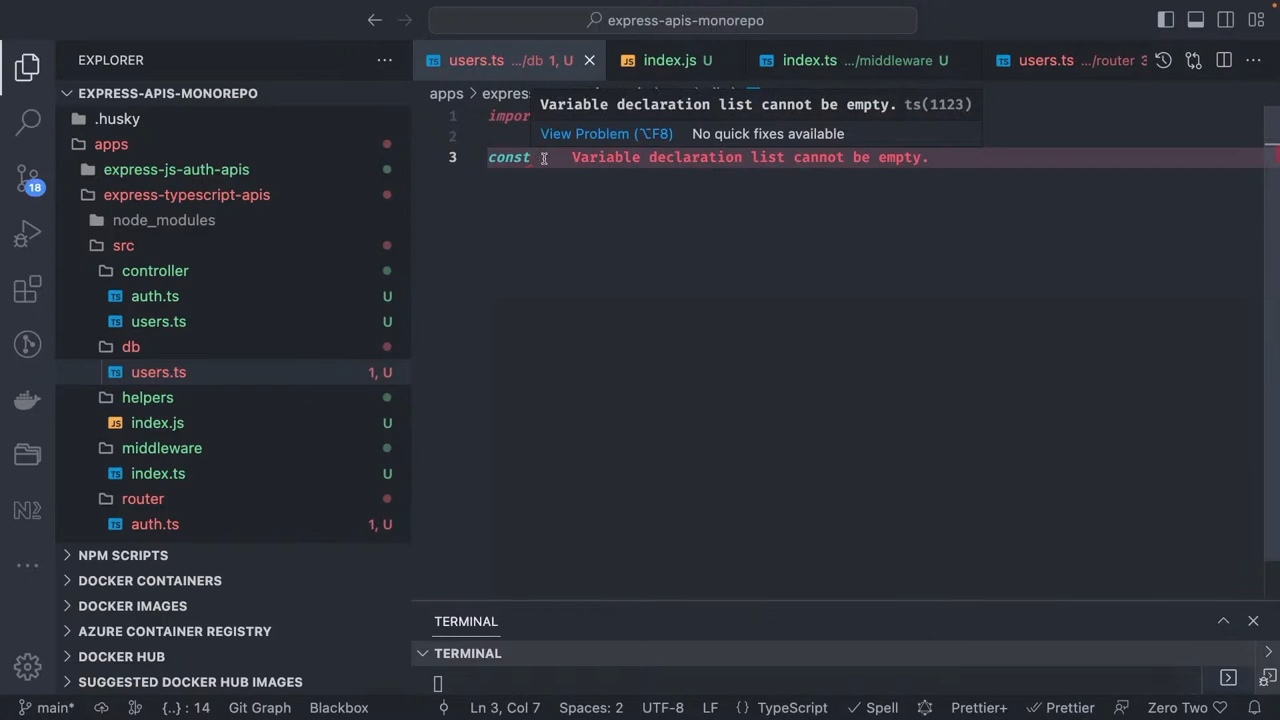 express-apis-monorepo
EXPLORER
users.ts .../db 1, U
index.js U
index.ts .../middleware U
users.ts .../router 3
EXPRESS-APIS-MONOREPO
apps > expres
Variable declaration list cannot be empty. ts(1123)
.husky
1 impor
View Problem (⌥F8) No quick fixes available
apps
2
3 const Variable declaration list cannot be empty.
express-js-auth-apis
18
express-typescript-apis
node_modules
src
controller
auth.ts U
users.ts U
db
users.ts 1, U
helpers
index.js U
middleware
index.ts U
router
auth.ts 1, U
NPM SCRIPTS
DOCKER CONTAINERS
DOCKER IMAGES
TERMINAL
AZURE CONTAINER REGISTRY
TERMINAL
DOCKER HUB
SUGGESTED DOCKER HUB IMAGES
main* {..} : 14 Git Graph Blackbox Ln 3, Col 7 Spaces: 2 UTF-8 LF {} TypeScript Spell Prettier+ Prettier Zero Two